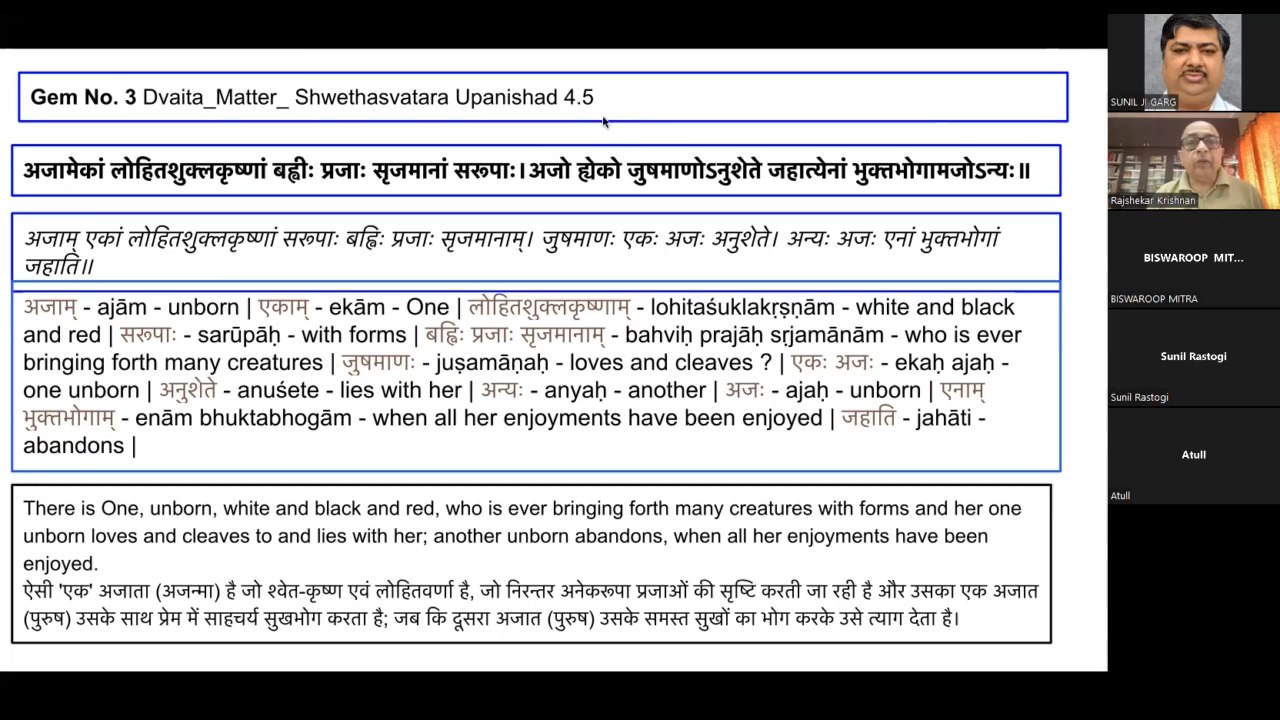 Gem No. 3 Dvaita_Matter_ Shwethasvatara Upanishad 4.5
अजामेकां लोहितशुक्लकृष्णां बह्वीः प्रजाः सृजमानां सरूपाः। अजो ह्येको जुषमाणोऽनुशेते जहात्येनां भुक्तभोगामजोऽन्यः॥
अजाम् एकां लोहितशुक्लकृष्णां सरूपाः बह्विः प्रजाः सृजमानाम्। जुषमाणः एकः अजः अनुशेते। अन्यः अजः एनां भुक्तभोगां
जहाति॥
अजाम् - ajām - unborn | एकाम् - ekām - One | लोहितशुक्लकृष्णाम् - lohitaśuklakṛṣṇām - white and black
and red | सरूपाः - sarūpāḥ - with forms | बह्विः प्रजाः सृजमानाम् - bahviḥ prajāḥ sṛjamānām - who is ever
bringing forth many creatures | जुषमाणः - juṣamāṇaḥ - loves and cleaves ? | एकः अजः - ekaḥ ajaḥ -
one unborn | अनुशेते - anuśete - lies with her | अन्यः - anyaḥ - another | अजः - ajaḥ - unborn | एनाम्
भुक्तभोगाम् - enām bhuktabhogām - when all her enjoyments have been enjoyed | जहाति - jahāti -
abandons |
There is One, unborn, white and black and red, who is ever bringing forth many creatures with forms and her one
unborn loves and cleaves to and lies with her; another unborn abandons, when all her enjoyments have been
enjoyed.
ऐसी 'एक' अजाता (अजन्मा) है जो श्वेत-कृष्ण एवं लोहितवर्णा है, जो निरन्तर अनेकरूपा प्रजाओं की सृष्टि करती जा रही है और उसका एक अजात
(पुरुष) उसके साथ प्रेम में साहचर्य सुखभोग करता है; जब कि दूसरा अजात (पुरुष) उसके समस्त सुखों का भोग करके उसे त्याग देता है।
SUNIL JI GARG
Rajshekar Krishnan
BISWAROOP MIT...
BISWAROOP MITRA
Sunil Rastogi
Sunil Rastogi
Atull
Atull